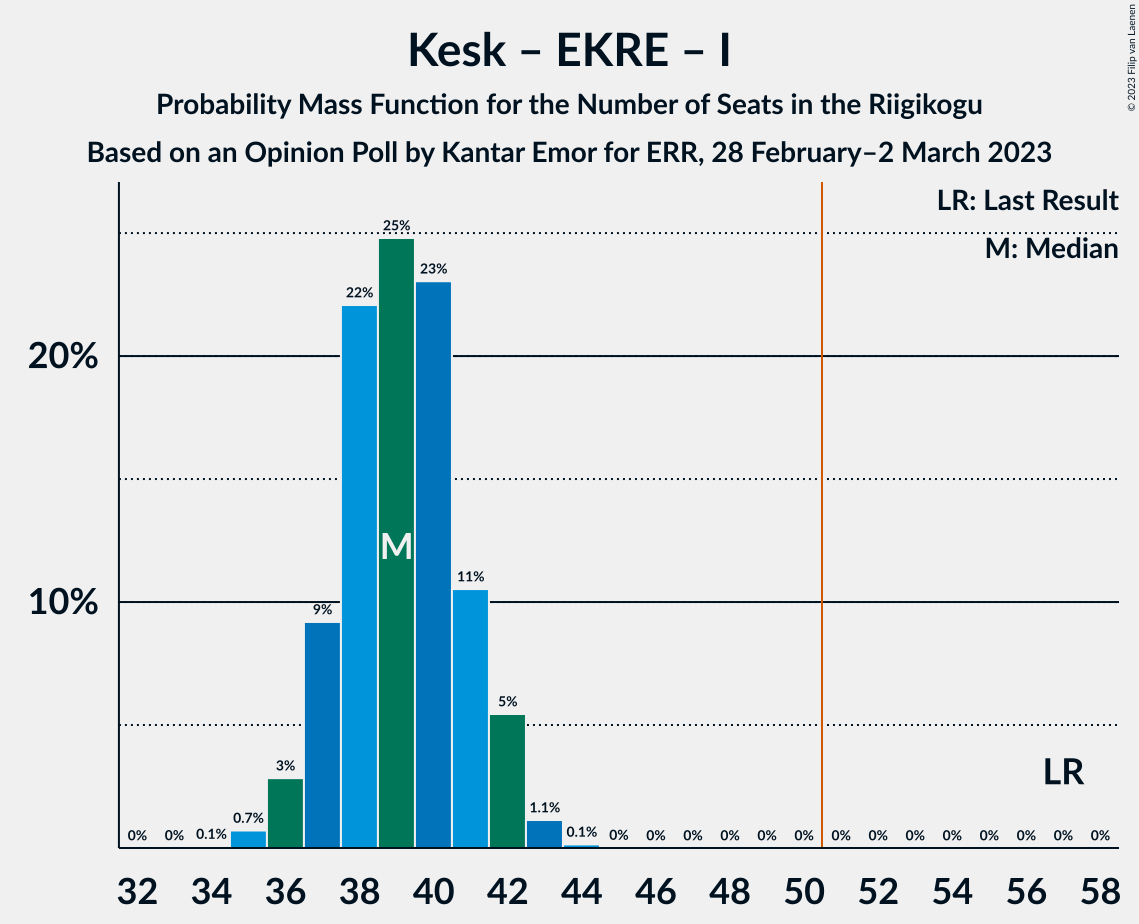 Kesk – EKRE – I
Probability Mass Function for the Number of Seats in the Riigikogu
Based on an Opinion Poll by Kantar Emor for ERR, 28 February–2 March 2023
© 2023 Filip van Laenen
LR: Last Result
M: Median
20%
10%
0% 0% 0.1% 0.7% 3% 9% 22% 25% 23% 11% 5% 1.1% 0.1% 0% 0% 0% 0% 0% 0% 0% 0% 0% 0% 0% 0% 0% 0%
M
LR
32 34 36 38 40 42 44 46 48 50 52 54 56 58